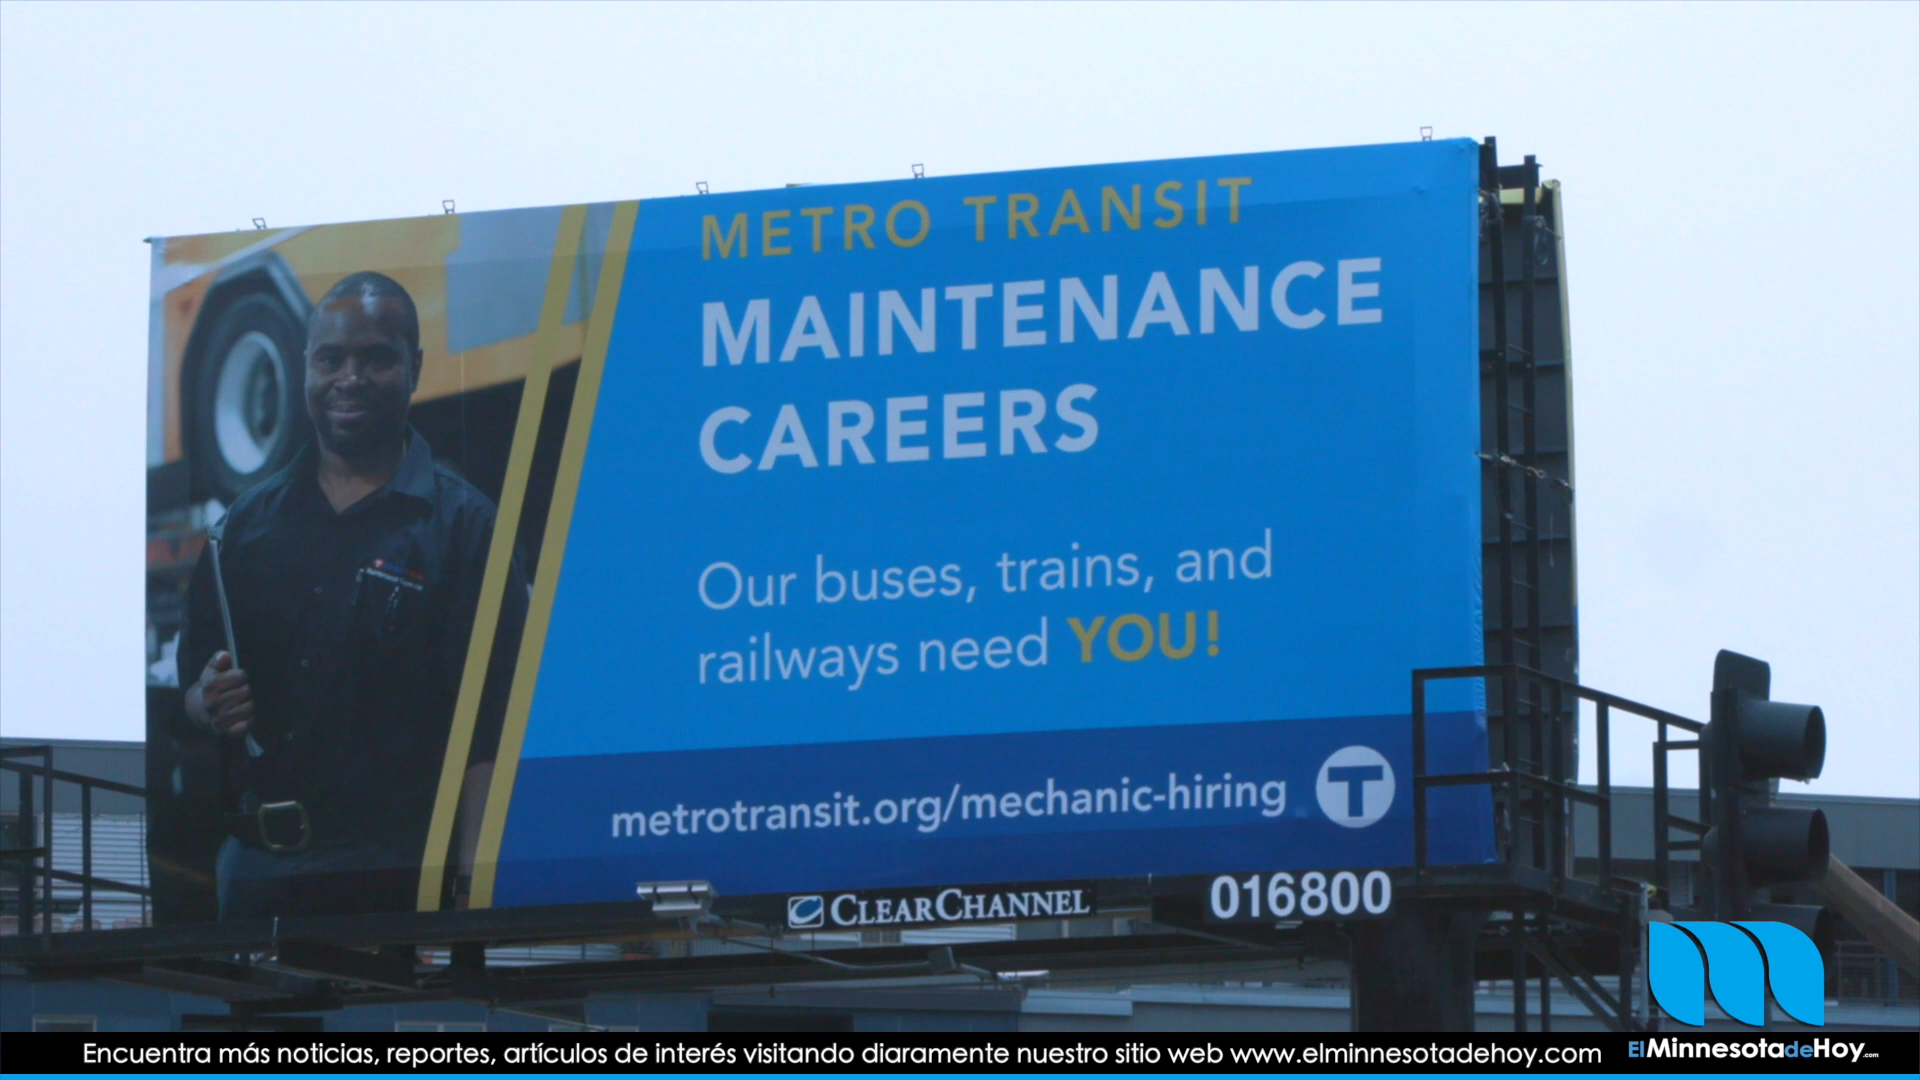 METRO TRANSIT
MAINTENANCE
CAREERS
Our buses, trains, and
railways need YOU!
metrotransit.org/mechanic-hiring T
CLEARCHANNEL
016800
Encuentra más noticias, reportes, artículos de interés visitando diaramente nuestro sitio web www.elminnesotadehoy.com
ElMinnesotadeHoy.com